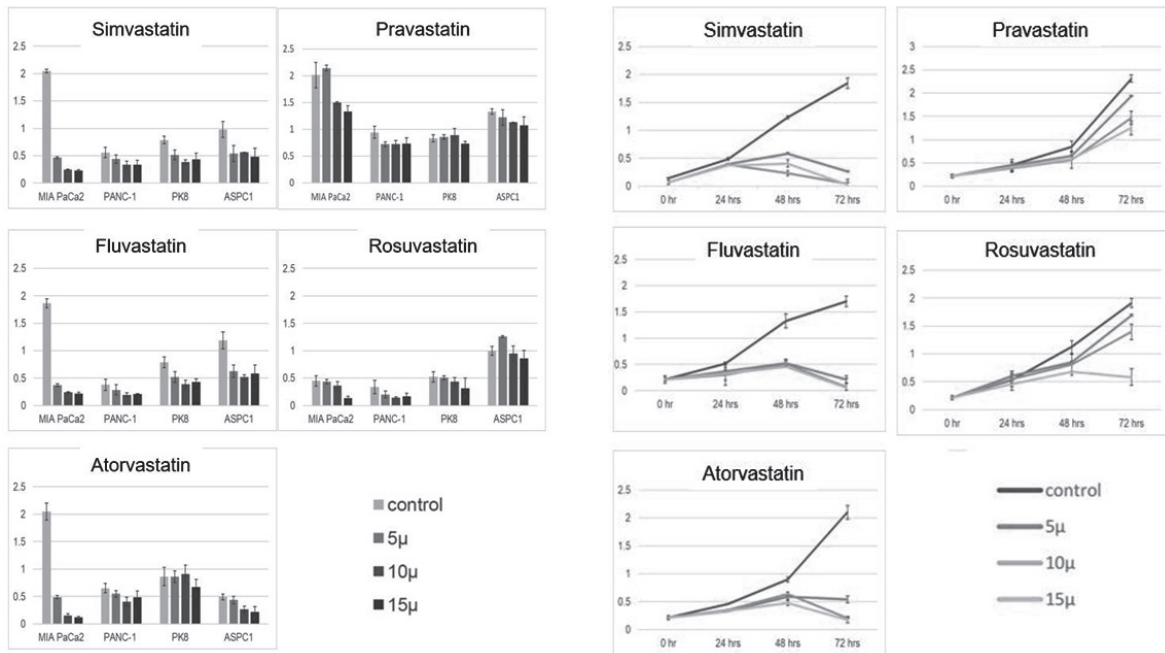 Simvastatin
2.5
2
1.5
1
0.5
0
MIA PaCa2 PANC-1 PK8 ASPC1
Pravastatin
2.5
2
1.5
1
0.5
0
MIA PaCa2 PANC-1 PK8 ASPC1
Fluvastatin
2.5
2
1.5
1
0.5
0
MIA PaCa2 PANC-1 PK8 ASPC1
Rosuvastatin
2.5
2
1.5
1
0.5
0
MIA PaCa2 PANC-1 PK8 ASPC1
Atorvastatin
2.5
2
1.5
1
0.5
0
MIA PaCa2 PANC-1 PK8 ASPC1
control
5µ
10µ
15µ
Simvastatin
2.5
2
1.5
1
0.5
0
0 hr 24 hrs 48 hrs 72 hrs
Pravastatin
3
2.5
2
1.5
1
0.5
0
0 hr 24 hrs 48 hrs 72 hrs
Fluvastatin
2.5
2
1.5
1
0.5
0
0 hr 24 hrs 48 hrs 72 hrs
Rosuvastatin
2.5
2
1.5
1
0.5
0
0 hr 24 hrs 48 hrs 72 hrs
Atorvastatin
2.5
2
1.5
1
0.5
0
0 hr 24 hrs 48 hrs 72 hrs
control
5µ
10µ
15µ